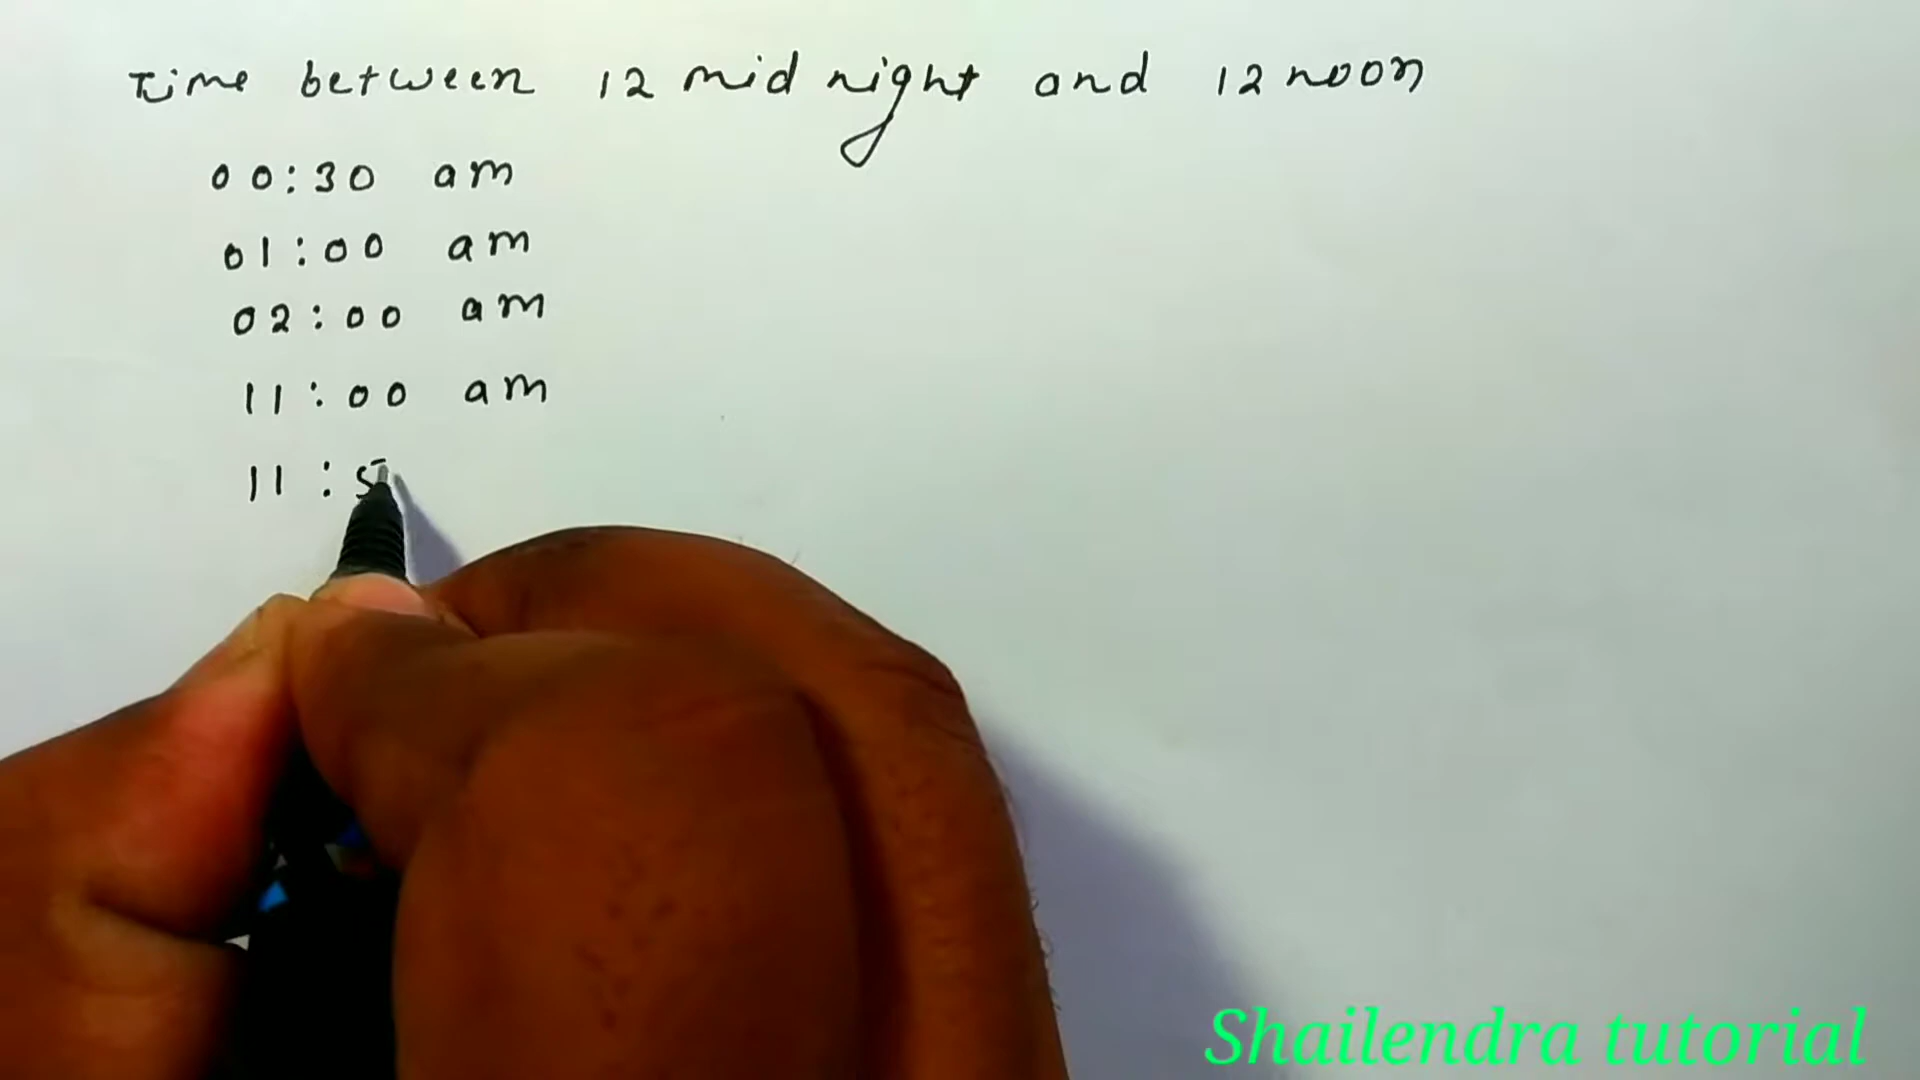 Time between 12 mid night and 12 noon
00:30 am
01:00 am
02:00 am
11:00 am
11:5
Shailendra tutorial